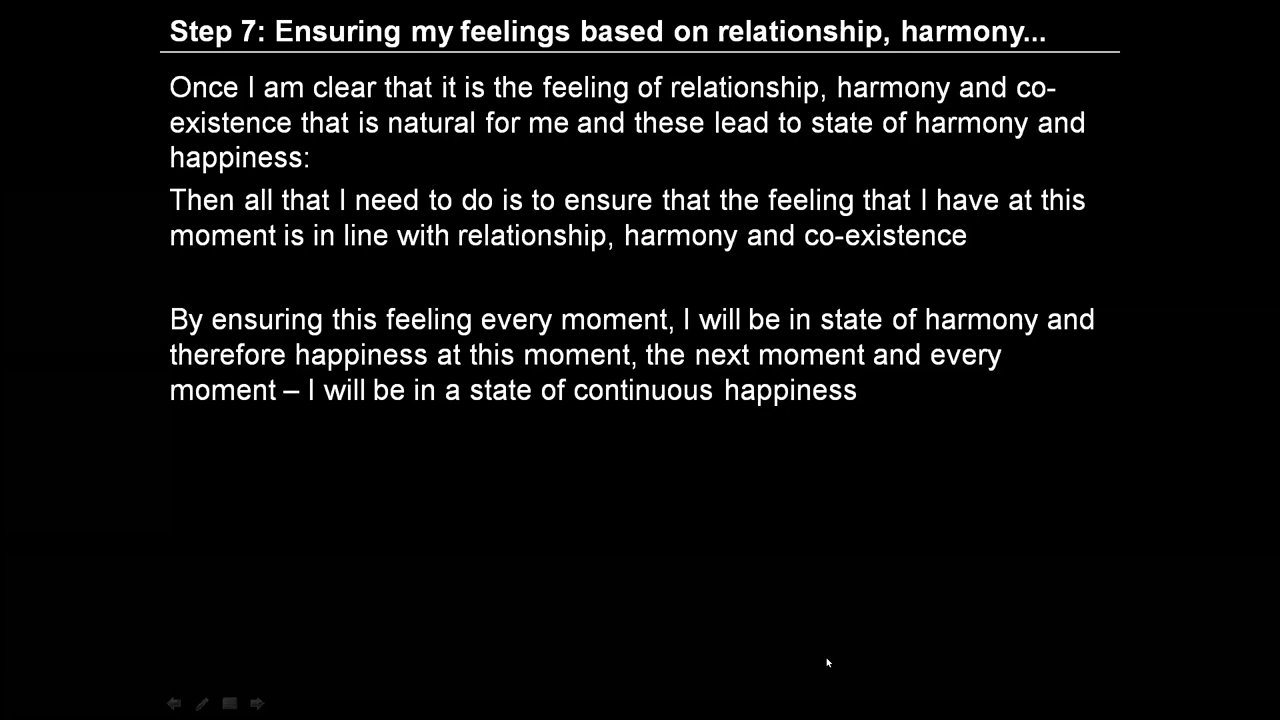 Step 7: Ensuring my feelings based on relationship, harmony...
Once I am clear that it is the feeling of relationship, harmony and co-
existence that is natural for me and these lead to state of harmony and
happiness:
Then all that I need to do is to ensure that the feeling that I have at this
moment is in line with relationship, harmony and co-existence
By ensuring this feeling every moment, I will be in state of harmony and
therefore happiness at this moment, the next moment and every
moment – I will be in a state of continuous happiness